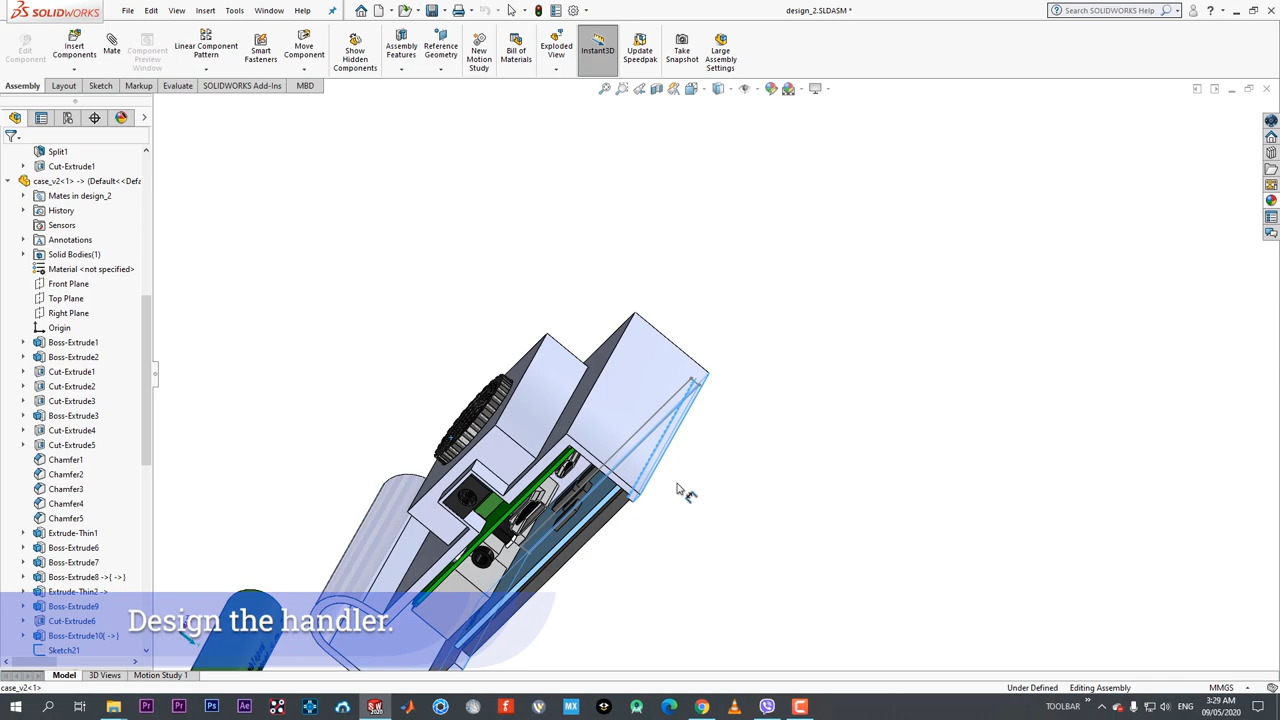 SOLIDWORKS
File
Edit
View
Insert
Tools
Window
Help
design_2.SLDASM *
Search SOLIDWORKS Help
Edit
Component
Insert
Components
Mate
Component
Preview
Window
Linear Component
Pattern
Smart
Fasteners
Move
Component
Show
Hidden
Components
Assembly
Features
Reference
Geometry
New
Motion
Study
Bill of
Materials
Exploded
View
Instant3D
Update
Speedpak
Take
Snapshot
Large
Assembly
Settings
Assembly
Layout
Sketch
Markup
Evaluate
SOLIDWORKS Add-Ins
MBD
Split1
Cut-Extrude1
case_v2<1> -> (Default<<Defa
Mates in design_2
History
Sensors
Annotations
Solid Bodies(1)
Material <not specified>
Front Plane
Top Plane
Right Plane
Origin
Boss-Extrude1
Boss-Extrude2
Cut-Extrude1
Cut-Extrude2
Cut-Extrude3
Boss-Extrude3
Cut-Extrude4
Cut-Extrude5
Chamfer1
Chamfer2
Chamfer3
Chamfer4
Chamfer5
Extrude-Thin1
Boss-Extrude6
Boss-Extrude7
Boss-Extrude8 ->{ ->}
Extrude-Thin2 ->
Boss-Extrude9
Cut-Extrude6
Boss-Extrude10{ ->}
Sketch21
Design the handler.
Model
3D Views
Motion Study 1
case_v2<1>
Under Defined
Editing Assembly
MMGS
TOOLBAR
ENG
3:29 AM
09/05/2020